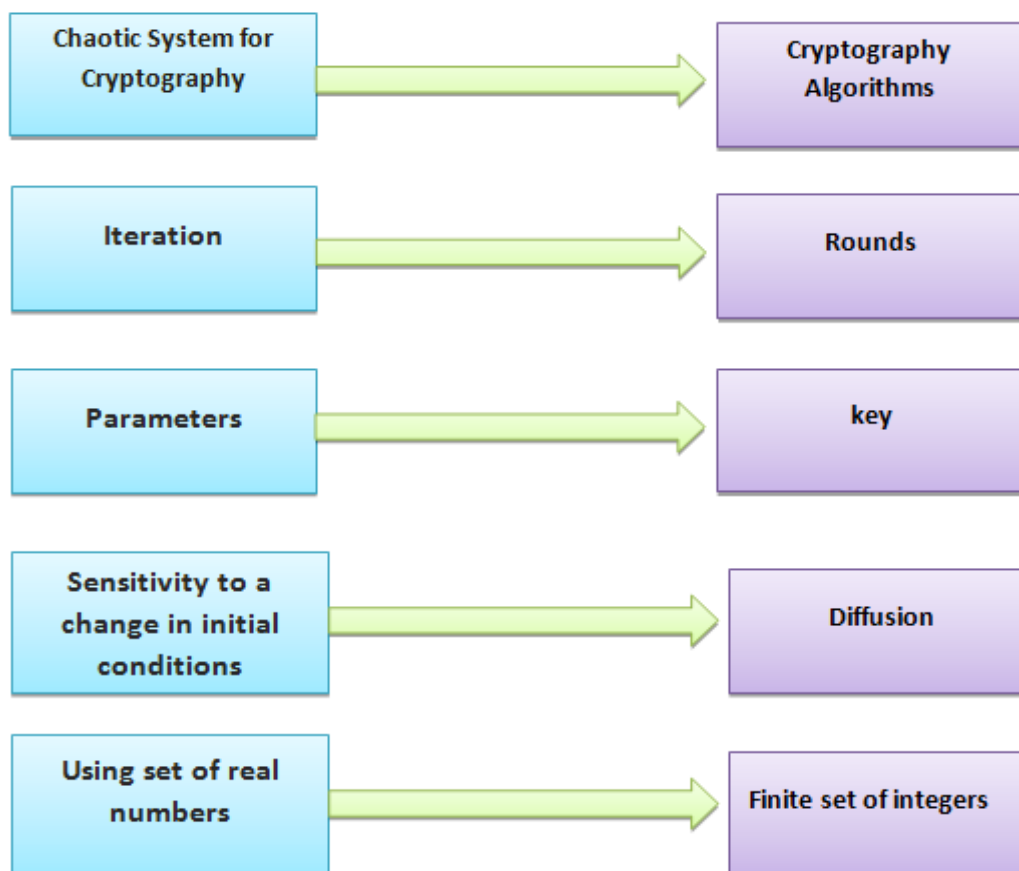 Chaotic System for
Cryptography
Cryptography
Algorithms
Iteration
Rounds
Parameters
key
Sensitivity to a
change in initial
conditions
Diffusion
Using set of real
numbers
Finite set of integers